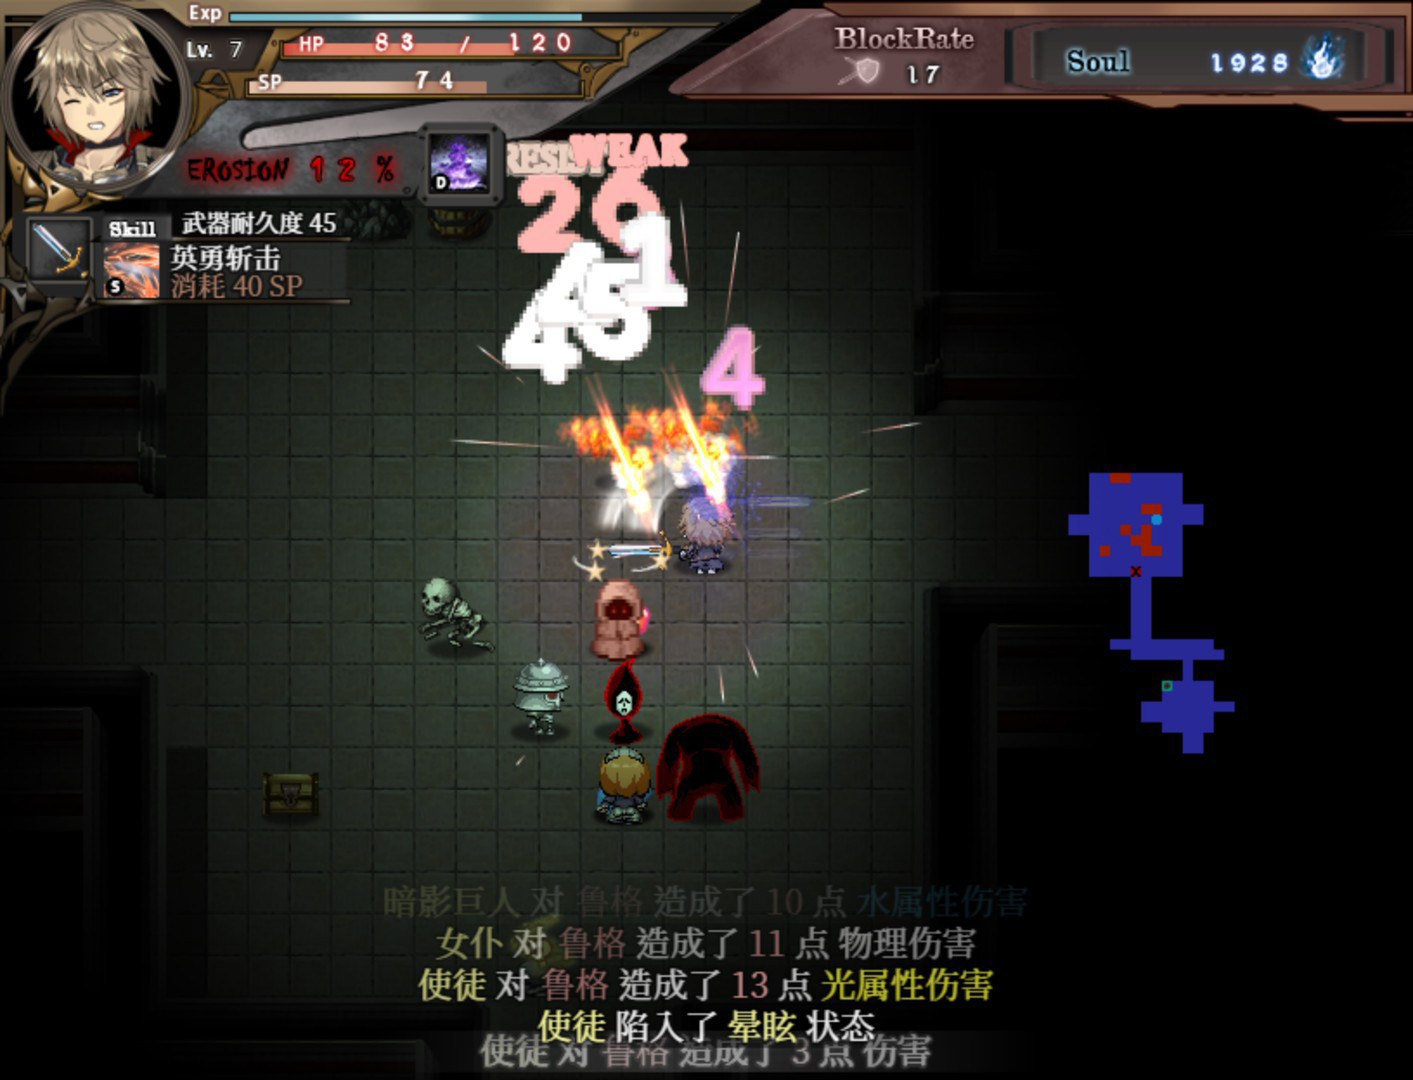 Exp
Lv. 7
HP 83 / 120
SP 74
BlockRate
17
Soul 1928
EROSION 12 %
D
RESIST WEAK
26
1
45
4
Skill 武器耐久度 45
英勇斩击
S 消耗 40 SP
暗影巨人 对 鲁格 造成了 10 点 水属性伤害
女仆 对 鲁格 造成了 11 点 物理伤害
使徒 对 鲁格 造成了 13 点 光属性伤害
使徒 陷入了 晕眩 状态
使徒 对 鲁格 造成了 3 点 伤害